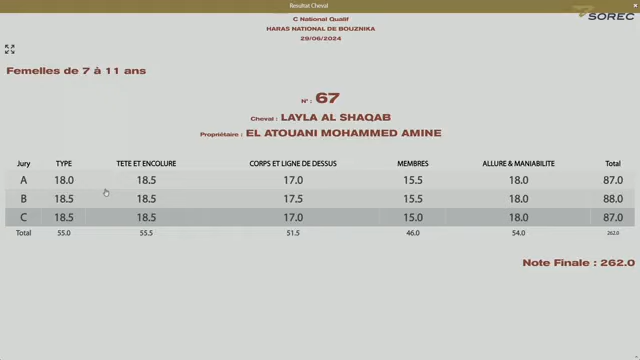 Resultat Cheval
C National Qualif
HARAS NATIONAL DE BOUZNIKA
29/06/2024
SOREC
Femelles de 7 à 11 ans
N° : 67
Cheval : LAYLA AL SHAQAB
Propriétaire : EL ATOUANI MOHAMMED AMINE
Jury TYPE TETE ET ENCOLURE CORPS ET LIGNE DE DESSUS MEMBRES ALLURE & MANIABILITE Total
A 18.0 18.5 17.0 15.5 18.0 87.0
B 18.5 18.5 17.5 15.5 18.0 88.0
C 18.5 18.5 17.0 15.0 18.0 87.0
Total 55.0 55.5 51.5 46.0 54.0 262.0
Note Finale : 262.0